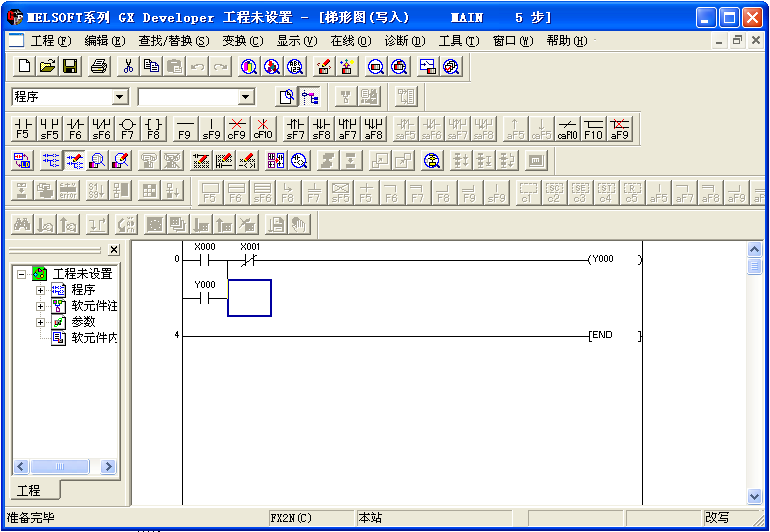 MELSOFT系列 GX Developer 工程未设置 - [梯形图(写入)    MAIN    5 步]
工程(F) 编辑(E) 查找/替换(S) 变换(C) 显示(V) 在线(O) 诊断(D) 工具(T) 窗口(W) 帮助(H)
程序
F5 sF5 F6 sF6 F7 F8 F9 sF9 cF9 cF10 sF7 sF8 aF7 aF8 saF5 saF6 saF7 saF8 aF5 caF5 caF10 F10 aF9
F5 F6 sF6 F8 F7 sF8 F5 F6 F7 F8 F9 sF9 c1 c2 c3 c4 c5 aF5 aF7 aF8 aF9 aF
X000 X001
0 (Y000 )
Y000
4 [END ]
工程未设置
程序
软元件注
参数
软元件内
工程
准备完毕 FX2N(C) 本站 改写